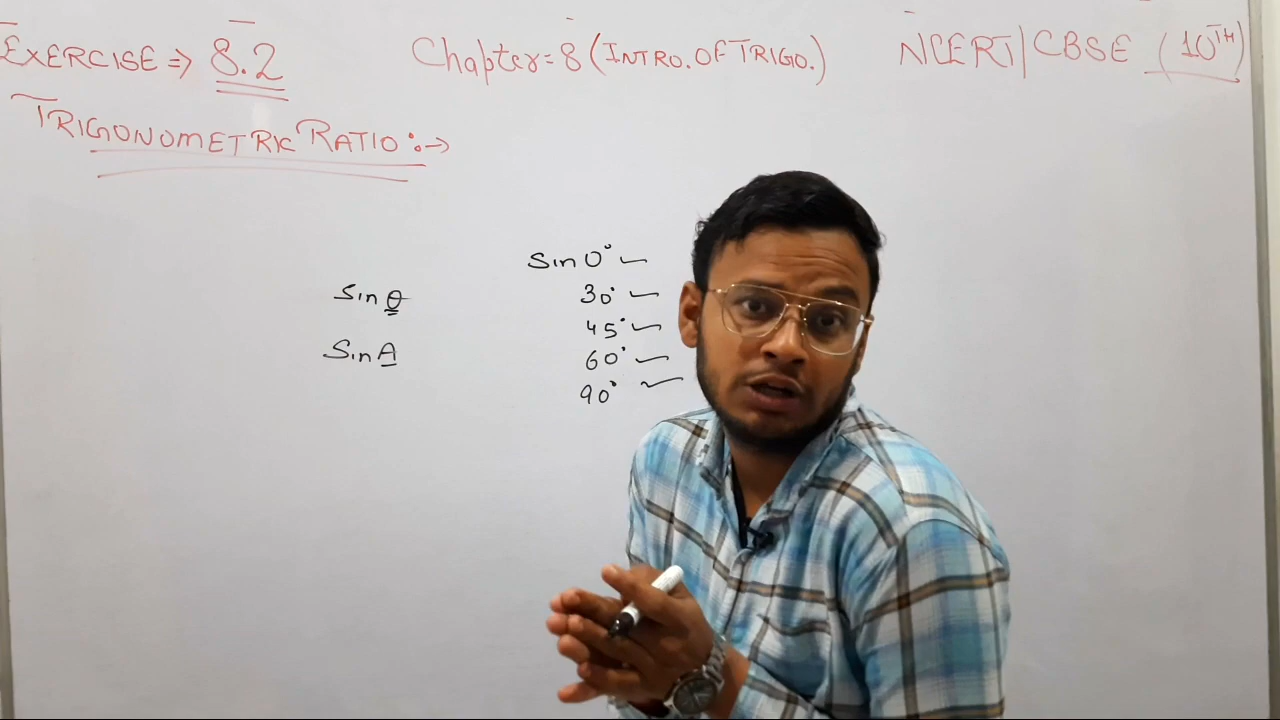 EXERCISE ⇒ 8.2
Chapter = 8 (INTRO. OF TRIGO.)
NCERT/CBSE (10TH)
TRIGONOMETRIC RATIO :→
Sin θ
Sin A
Sin 0°
30°
45°
60°
90°